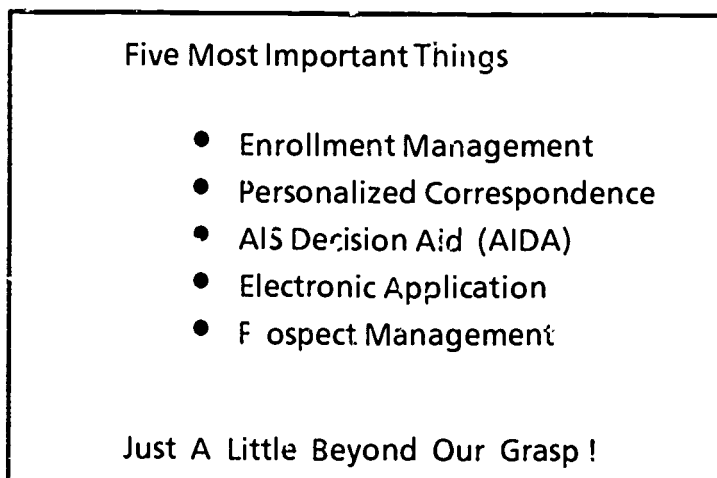 Five Most Important Things
● Enrollment Management
● Personalized Correspondence
● AIS Decision Aid (AIDA)
● Electronic Application
● Prospect Management
Just A Little Beyond Our Grasp !